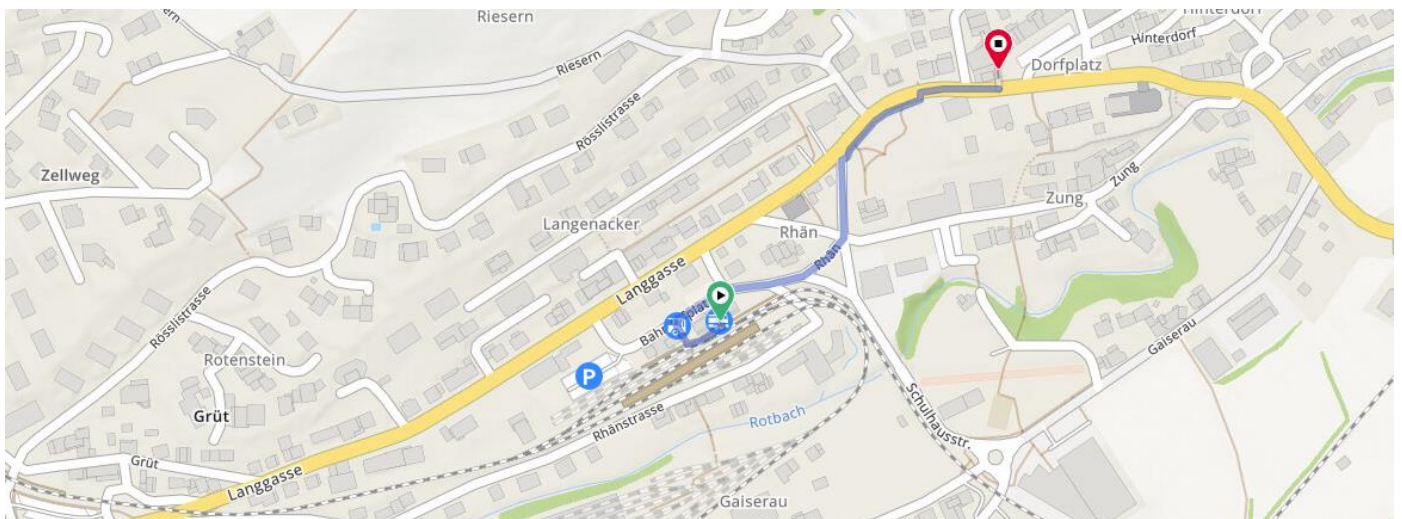 Riesern
Hinterdorf
Hinterdorf
Riesern
Dorfplatz
Rösslistrasse
Zellweg
Zung
Zung
Langenacker
Rhän
Rhän
Langgasse
Rösslistrasse
Rotenstein
P
Gaiserau
Grüt
Rhänstrasse
Rotbach
Schulhausstr.
Grüt
Langgasse
Gaiserau